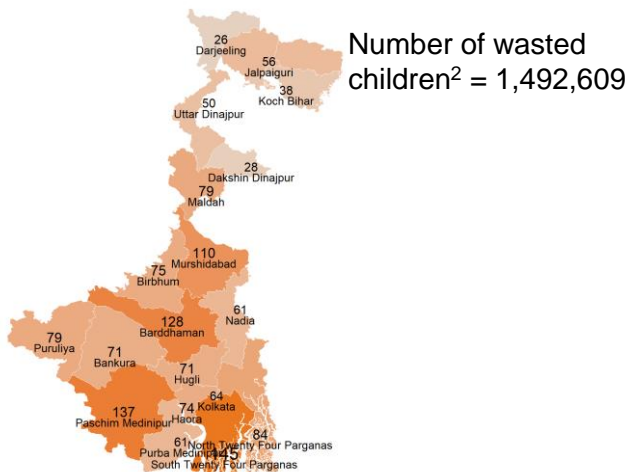 Number of wasted
children² = 1,492,609
26
Darjeeling
56
Jalpaiguri
38
Koch Bihar
50
Uttar Dinajpur
28
Dakshin Dinajpur
79
Maldah
110
Murshidabad
75
Birbhum
61
Nadia
128
Barddhaman
79
Puruliya
71
Bankura
71
Hugli
64
Kolkata
137
Paschim Medinipur
74
Haora
84
North Twenty Four Parganas
61
Purba Medinipur
145
South Twenty Four Parganas